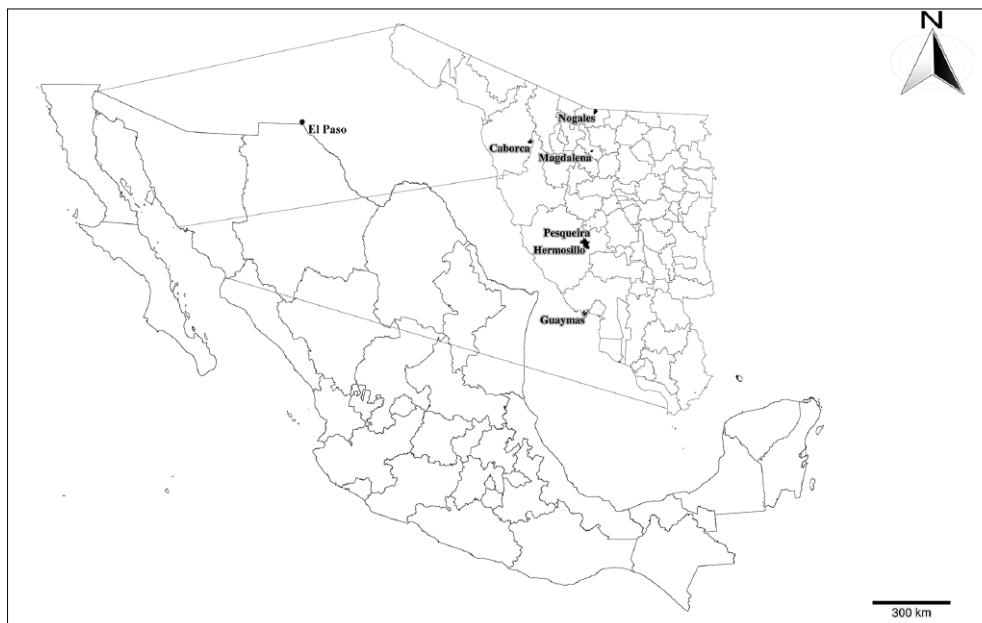 N
Nogales
El Paso
Caborca
Magdalena
Pesqueira
Hermosillo
Guaymas
300 km